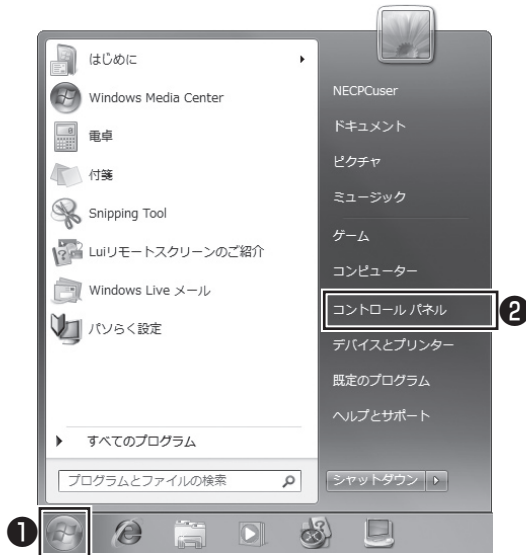 はじめに
Windows Media Center
電卓
付箋
Snipping Tool
Luiリモートスクリーンのご紹介
Windows Live メール
パソらく設定
すべてのプログラム
プログラムとファイルの検索
NECPCuser
ドキュメント
ピクチャ
ミュージック
ゲーム
コンピューター
コントロール パネル
❷
デバイスとプリンター
既定のプログラム
ヘルプとサポート
シャットダウン
❶